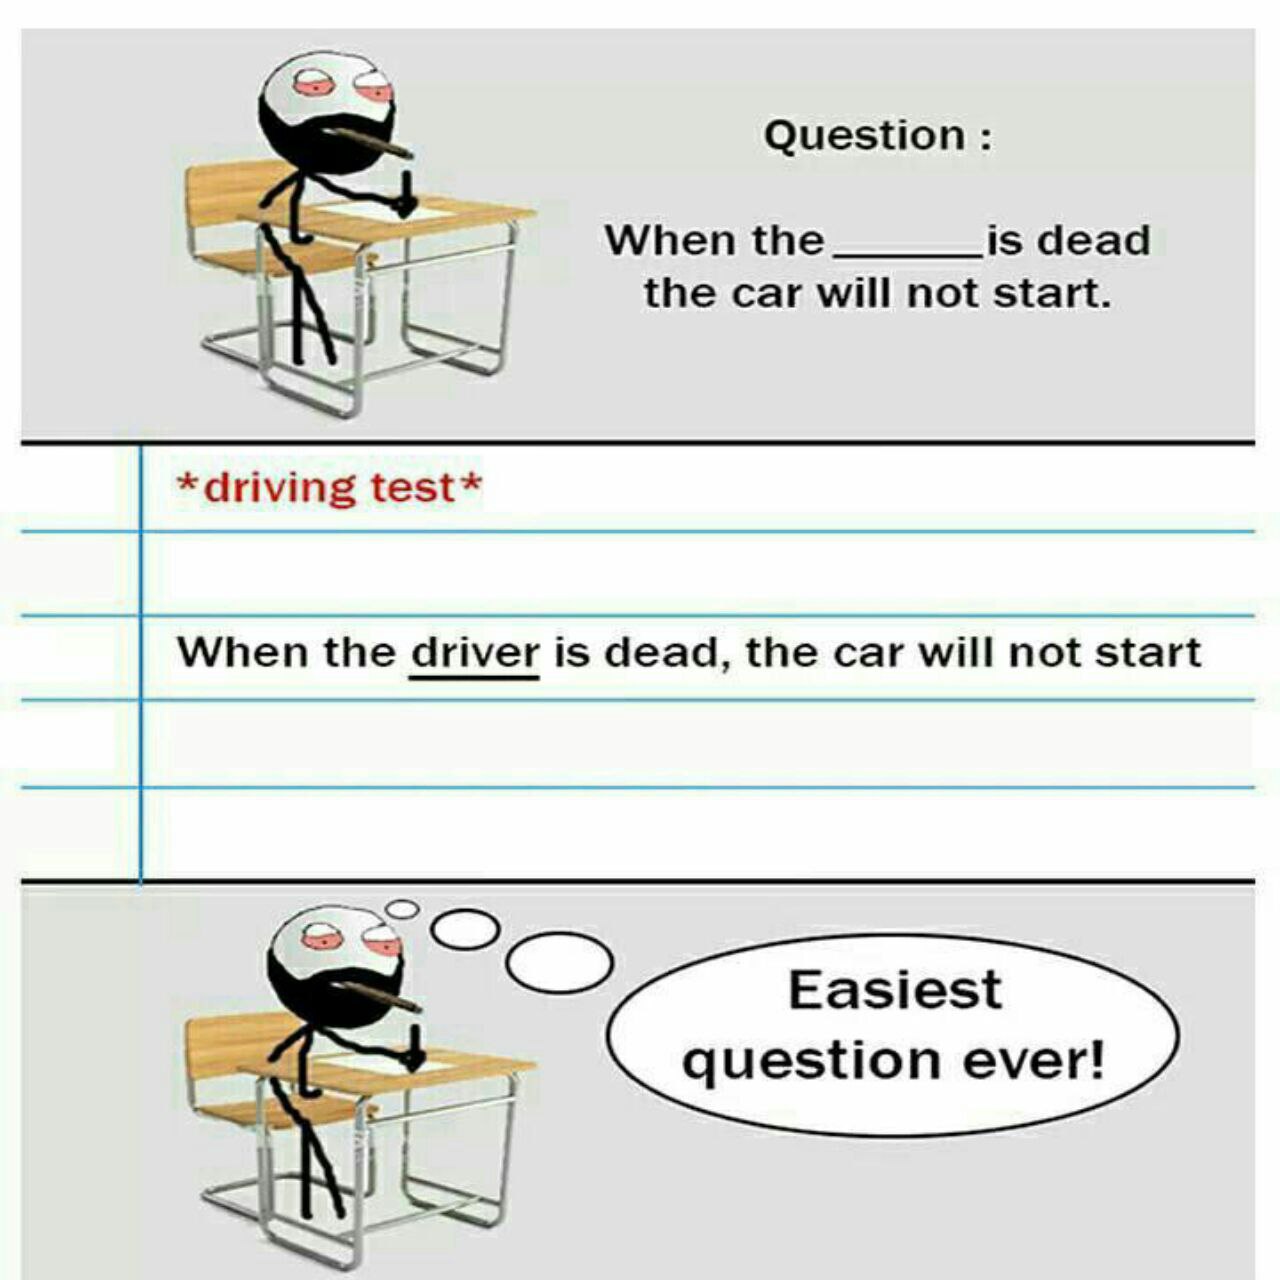 Question :
When the ______ is dead
the car will not start.
*driving test*
When the driver is dead, the car will not start
Easiest
question ever!